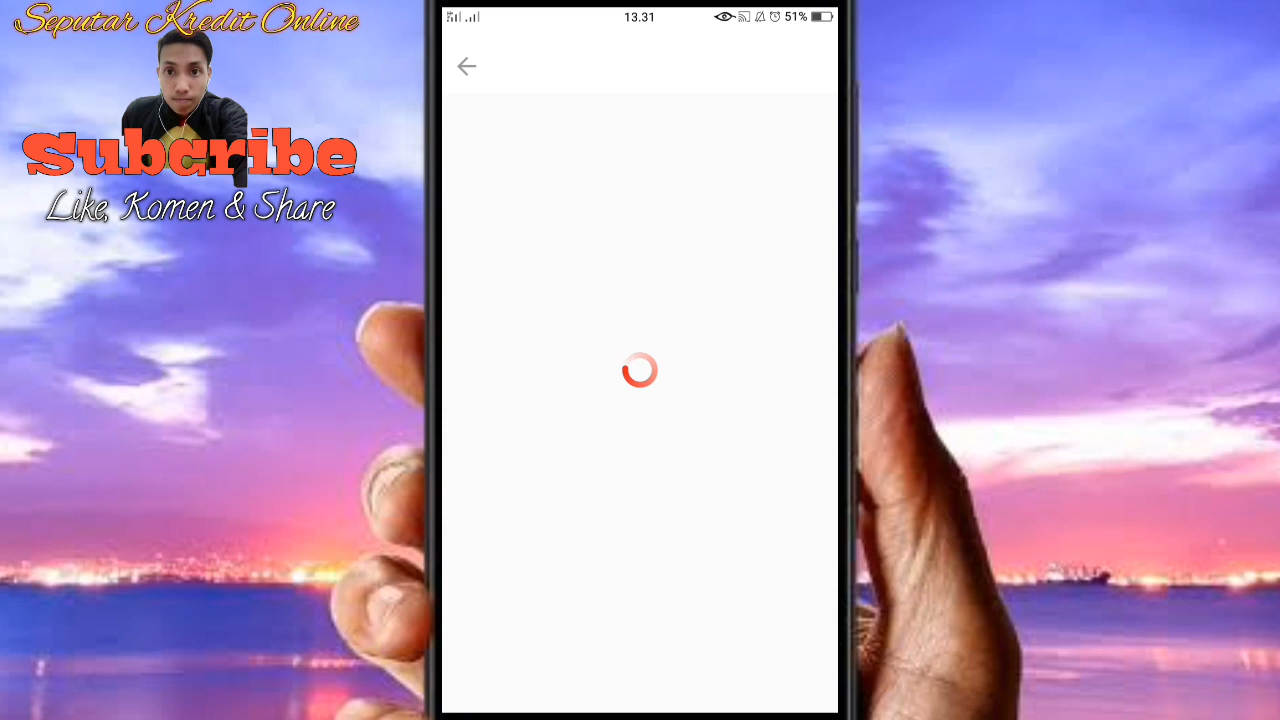 Seputar Kredit Online
Subcribe
Like, Komen & Share
13.31
51%